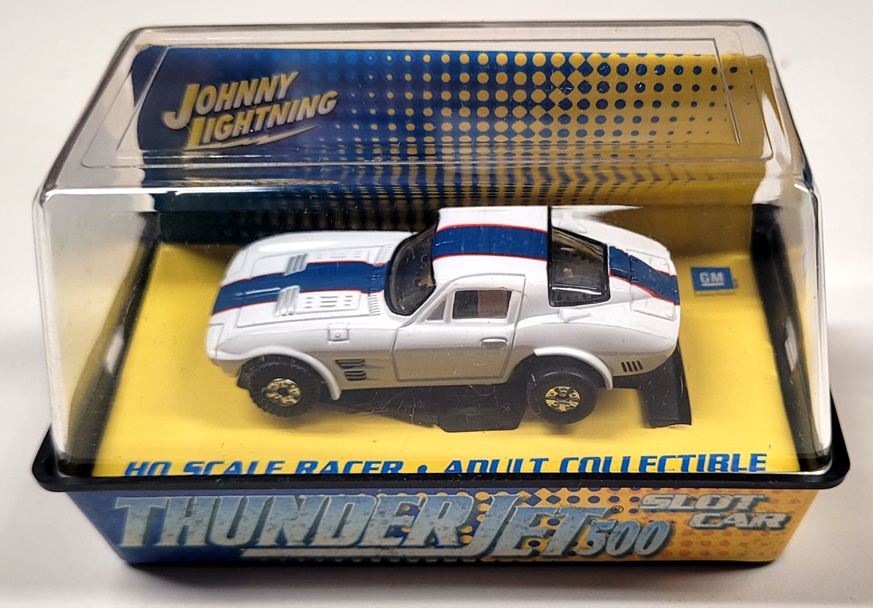 JOHNNY
LIGHTNING
GM
HO SCALE RACER • ADULT COLLECTIBLE
THUNDERJET® 500
SLOT
CAR